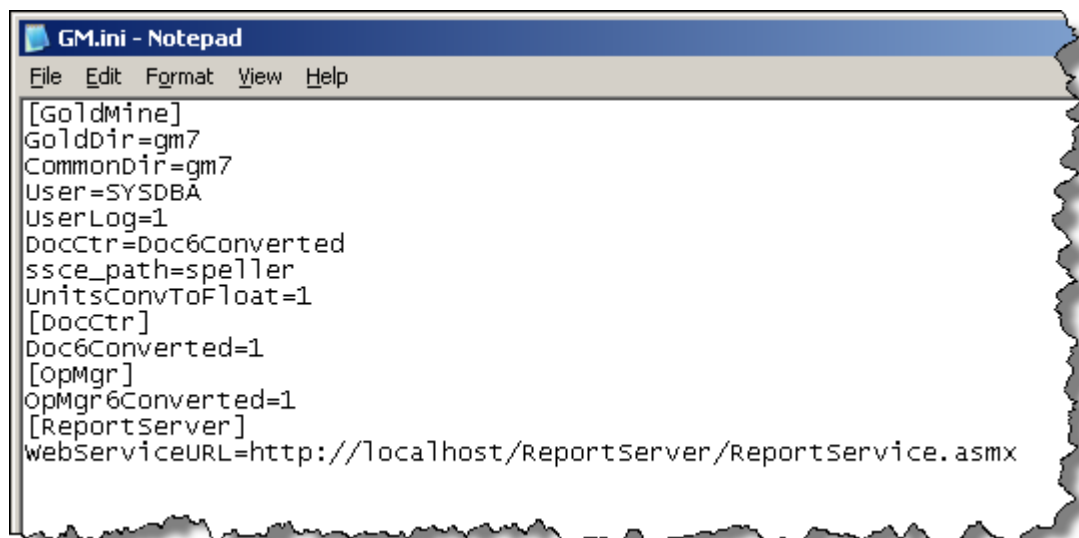 GM.ini - Notepad
File Edit Format View Help
[GoldMine]
GoldDir=gm7
CommonDir=gm7
User=SYSDBA
UserLog=1
DocCtr=Doc6Converted
ssce_path=speller
UnitsConvToFloat=1
[DocCtr]
Doc6Converted=1
[OpMgr]
OpMgr6Converted=1
[ReportServer]
WebServiceURL=http://localhost/ReportServer/ReportService.asmx